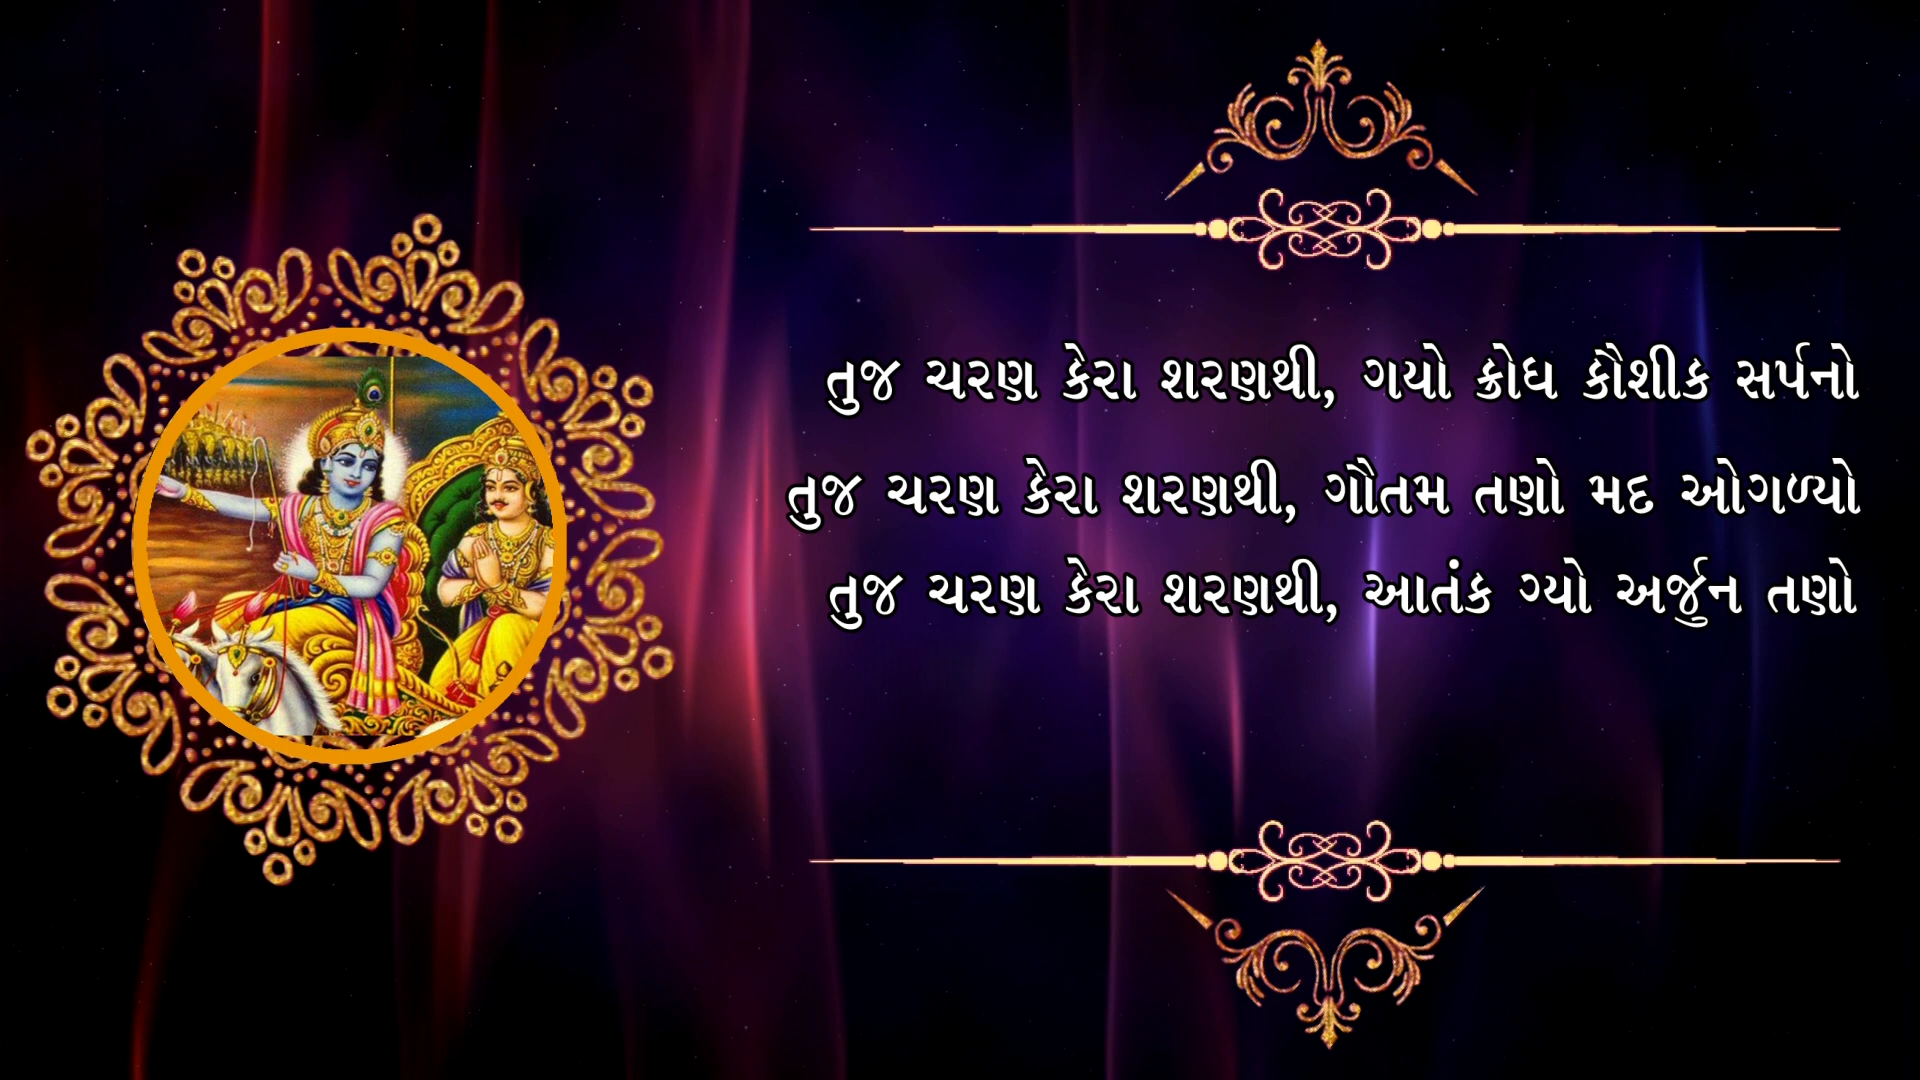 તુજ ચરણ કેરા શરણથી, ગયો ક્રોધ કૌશીક સર્પનો
તુજ ચરણ કેરા શરણથી, ગૌતમ તણો મદ ઓગળ્યો
તુજ ચરણ કેરા શરણથી, આતંક ગ્યો અર્જુન તણો